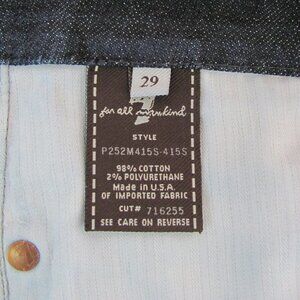 29
7
for all mankind
STYLE
P252M415S-415S
98% COTTON
2% POLYURETHANE
Made in U.S.A.
OF IMPORTED FABRIC
CUT# 716255
SEE CARE ON REVERSE